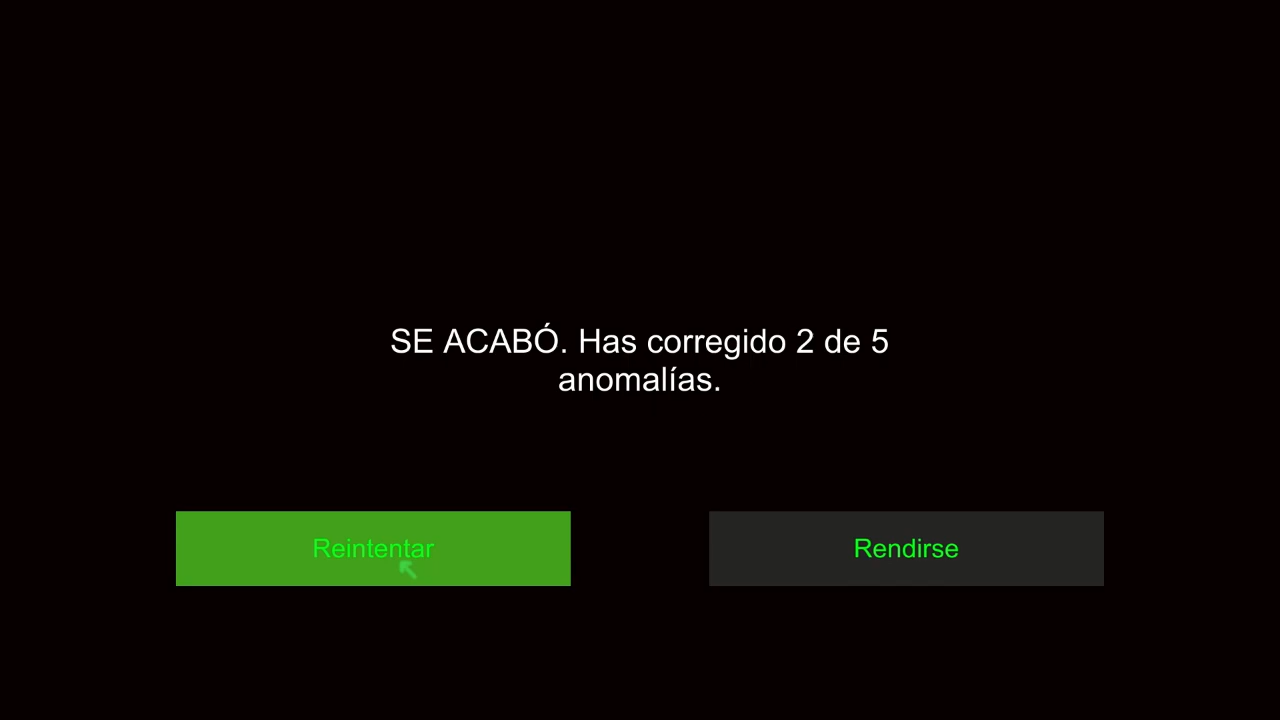 SE ACABÓ. Has corregido 2 de 5
anomalías.
Reintentar
Rendirse